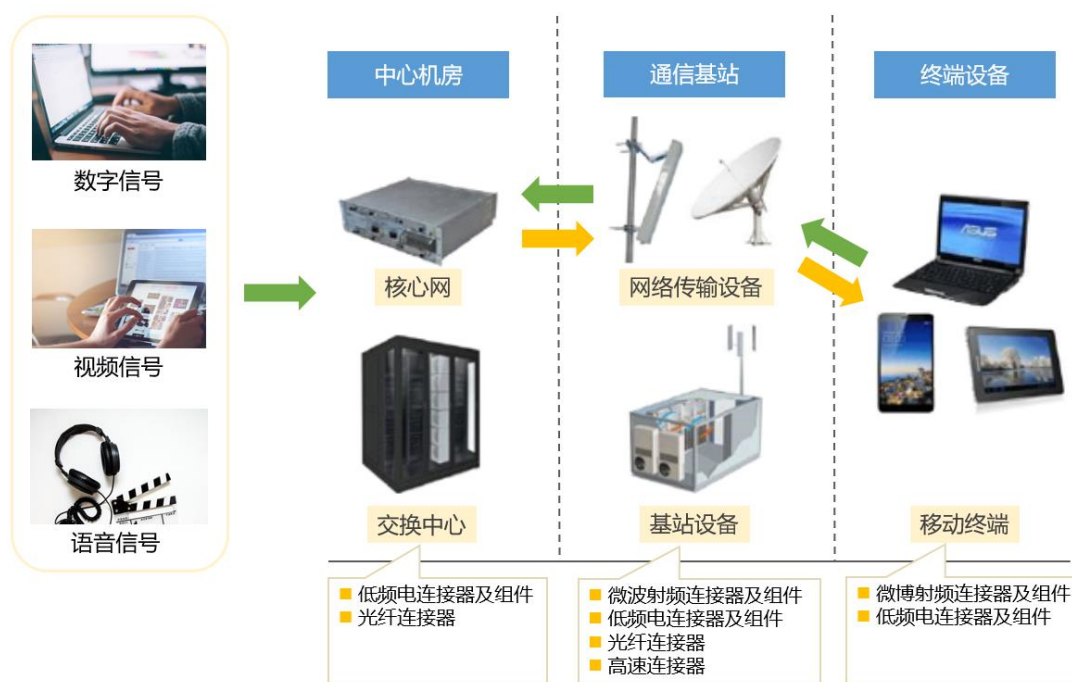 数字信号
视频信号
语音信号
中心机房
通信基站
终端设备
核心网
网络传输设备
交换中心
基站设备
移动终端
低频电连接器及组件
光纤连接器
微波射频连接器及组件
低频电连接器及组件
光纤连接器
高速连接器
微博射频连接器及组件
低频电连接器及组件
ASUS